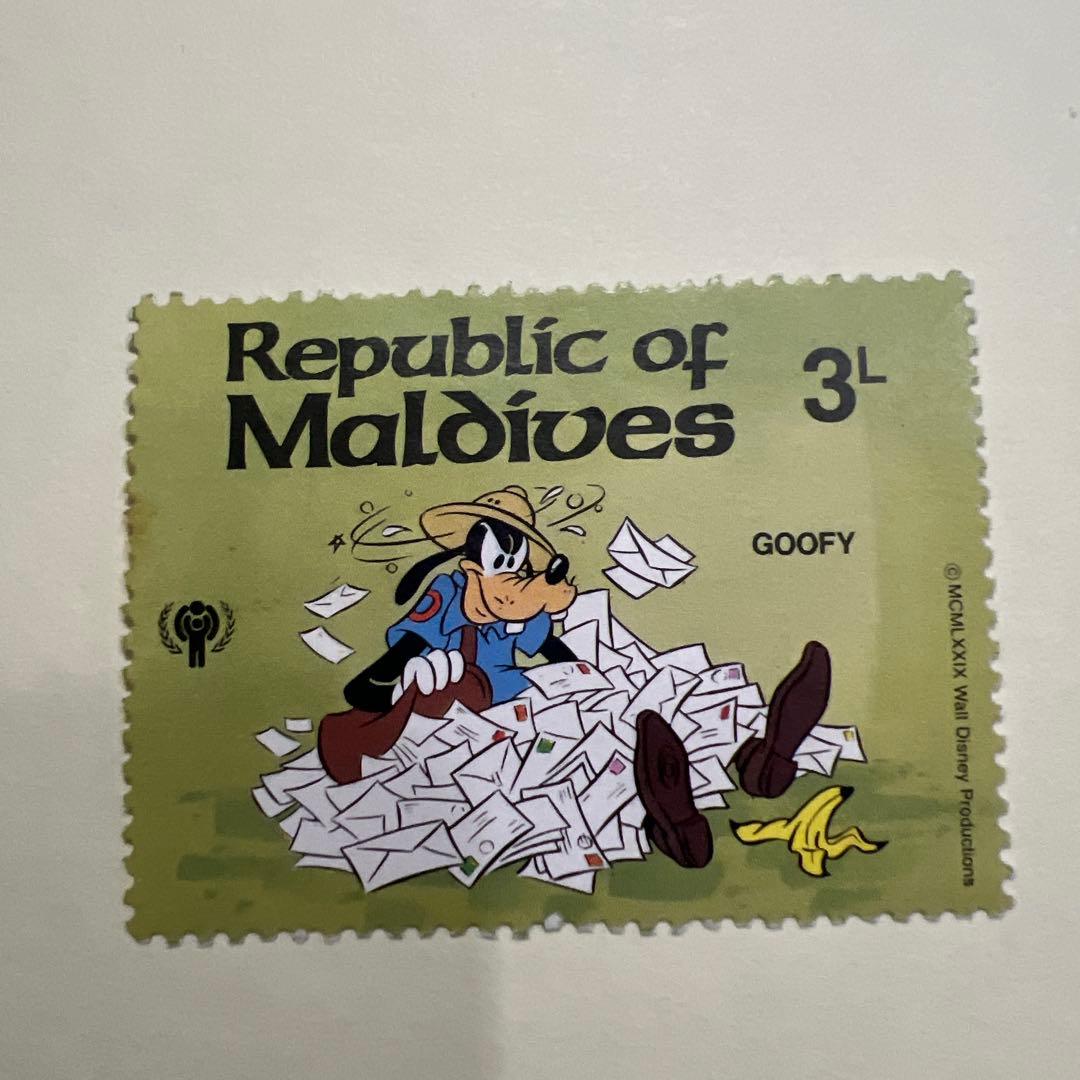 Republic of
Maldives
3L
GOOFY
© MCMLXXIX Walt Disney Productions